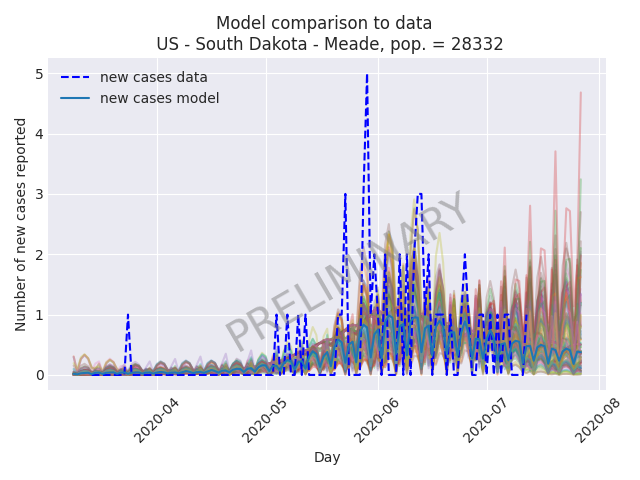 Model comparison to data
US - South Dakota - Meade, pop. = 28332
new cases data
new cases model
PRELIMINARY
Number of new cases reported
5
4
3
2
1
0
2020-04
2020-05
2020-06
2020-07
2020-08
Day